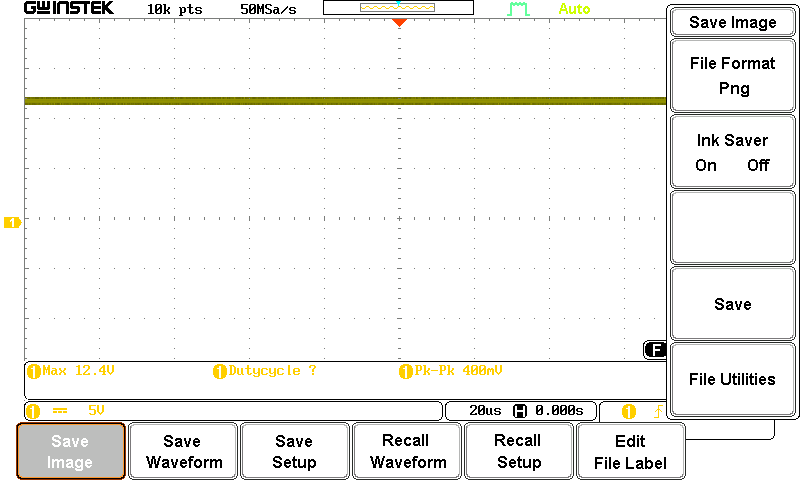 GW INSTEK 10k pts 50MSa/s Auto
Save Image
File Format
Png
Ink Saver
On Off
1
Save
F
File Utilities
1 Max 12.4V 1 Dutycycle ? 1 Pk-Pk 400mV
1 5V 20us H 0.000s 1
Save Image
Save Waveform
Save Setup
Recall Waveform
Recall Setup
Edit File Label